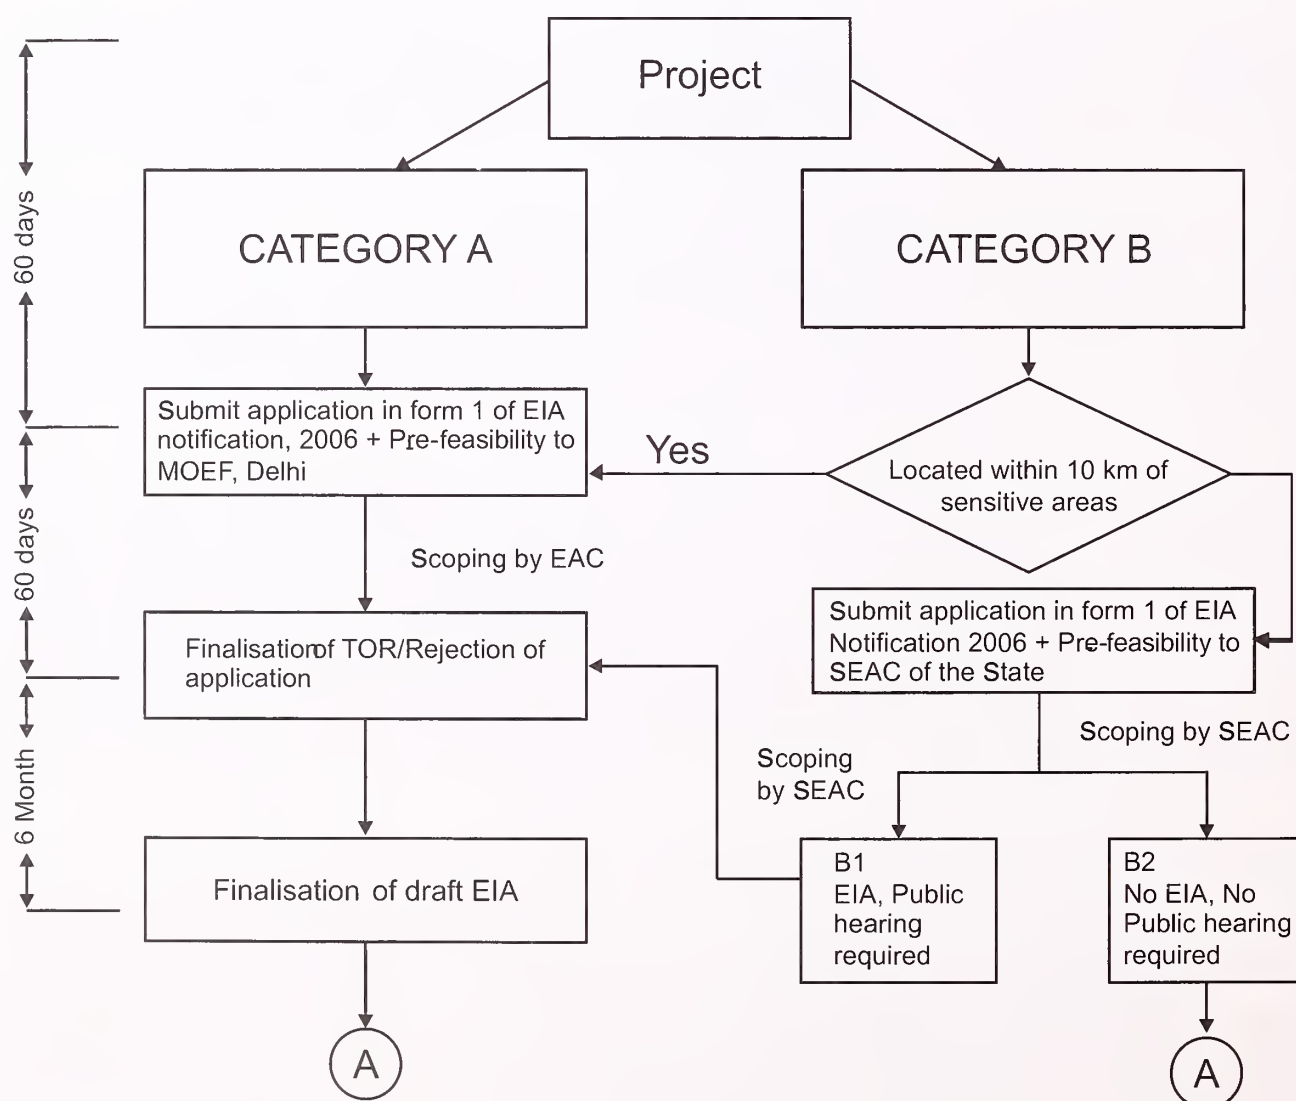 Project
CATEGORY A
CATEGORY B
60 days
Submit application in form 1 of EIA
notification, 2006 + Pre-feasibility to
MOEF, Delhi
Yes
Located within 10 km of
sensitive areas
60 days
Scoping by EAC
Submit application in form 1 of EIA
Notification 2006 + Pre-feasibility to
SEAC of the State
Finalisation of TOR/Rejection of
application
Scoping by SEAC
Scoping
by SEAC
6 Month
Finalisation of draft EIA
B1
EIA, Public
hearing
required
B2
No EIA, No
Public hearing
required
A
A